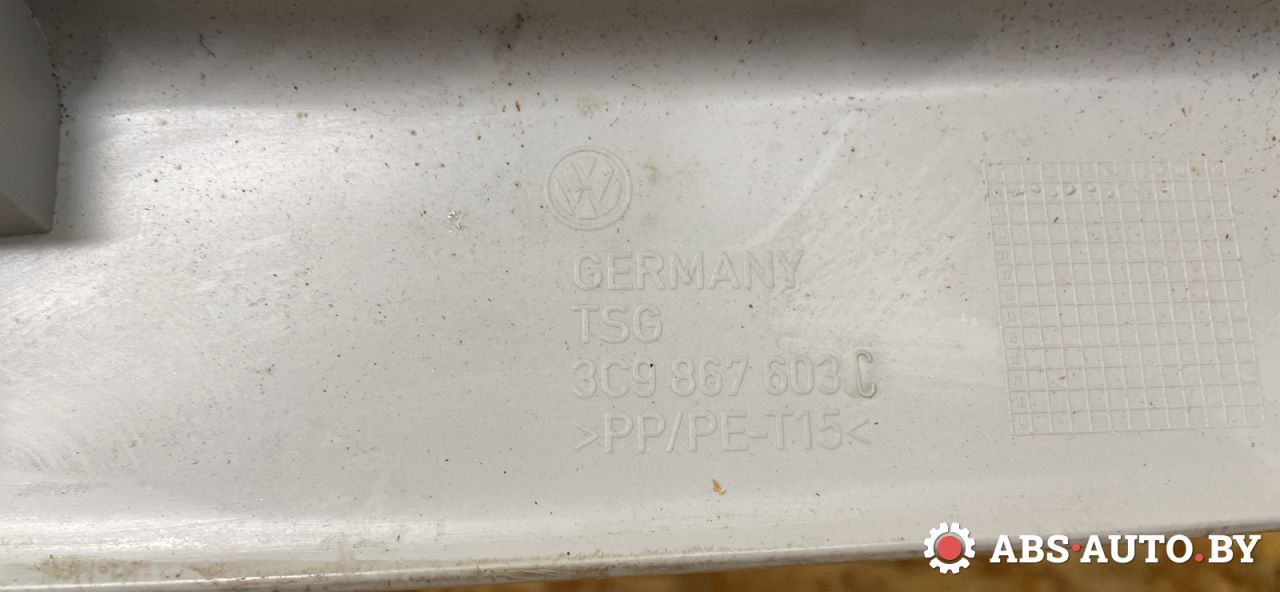 GERMANY
TSG
3C9 867 603 C
>PP/PE-T15<
ABS·AUTO.BY